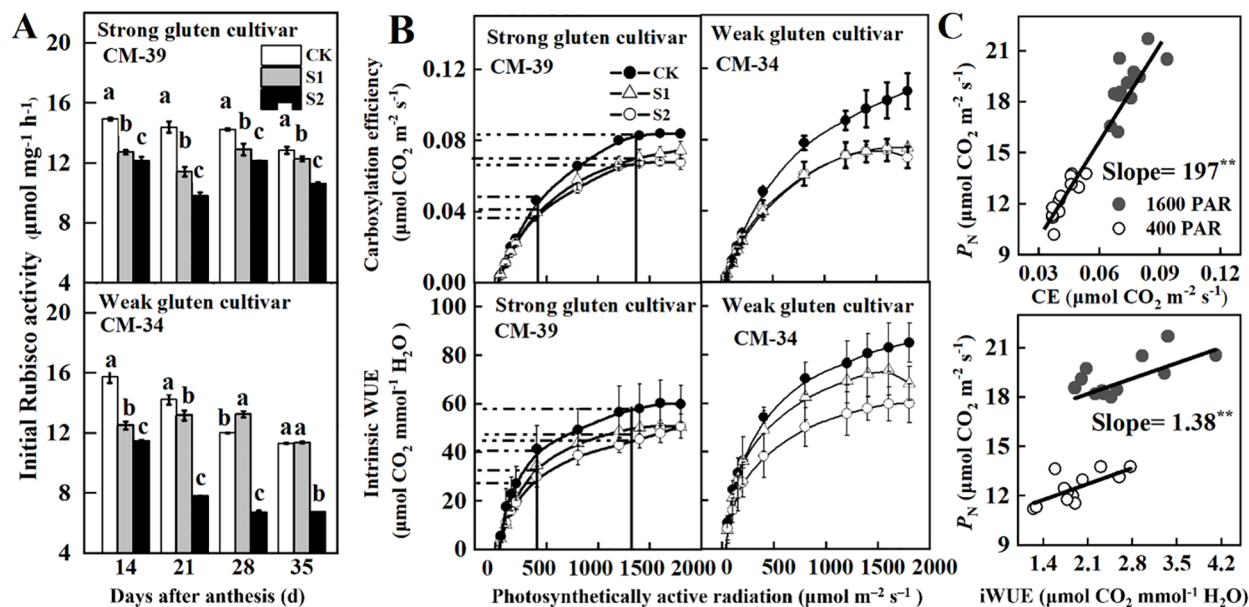 A
Strong gluten cultivar
CM-39
CK
S1
S2
20
16
12
8
4
a
b
c
a
b
c
a
b
c
a
b
c
Weak gluten cultivar
CM-34
16
12
8
4
a
b
c
a
b
c
b
a
c
a
a
b
14
21
28
35
Days after anthesis (d)
Initial Rubisco activity (μmol mg⁻¹ h⁻¹)
B
Strong gluten cultivar
CM-39
CK
S1
S2
0.12
0.08
0.04
0.00
Carboxylation efficiency
(μmol CO₂ m⁻² s⁻¹)
Weak gluten cultivar
CM-34
Strong gluten cultivar
CM-39
100
80
60
40
20
0
Intrinsic WUE
(μmol CO₂ mmol⁻¹ H₂O)
Weak gluten cultivar
CM-34
0
500
1000
1500
0
500
1000
1500
2000
Photosynthetically active radiation (μmol m⁻² s⁻¹)
C
21
18
15
12
9
P_N (μmol CO₂ m⁻² s⁻¹)
Slope= 197**
1600 PAR
400 PAR
0.03
0.06
0.09
0.12
CE (μmol CO₂ m⁻² s⁻¹)
24
21
18
15
12
9
P_N (μmol CO₂ m⁻² s⁻¹)
Slope= 1.38**
1.4
2.1
2.8
3.5
4.2
iWUE (μmol CO₂ mmol⁻¹ H₂O)